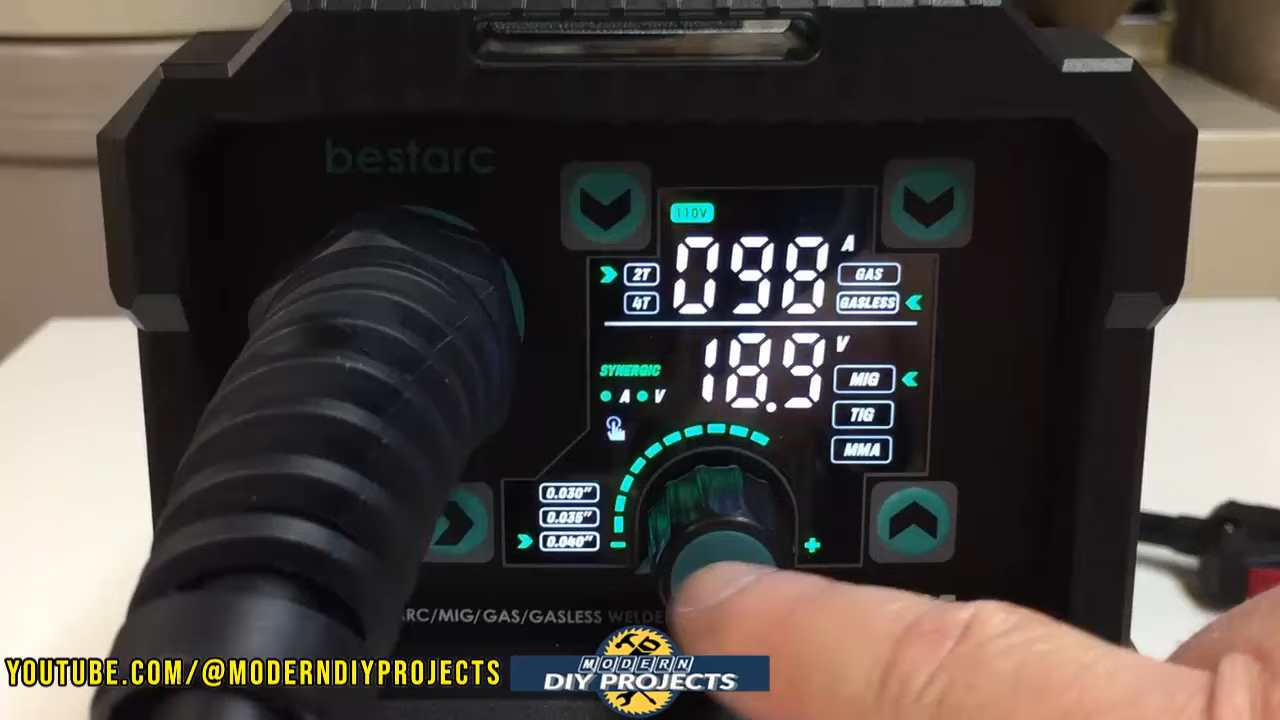 bestarc
110V
098 A
2T
4T
GAS
GASLESS
18.9 V
SYNERGIC
A V
MIG
TIG
MMA
0.030"
0.035"
0.040"
- +
ARC/MIG/GAS/GASLESS WELDE
YOUTUBE.COM/@MODERNDIYPROJECTS
MODERN
DIY PROJECTS